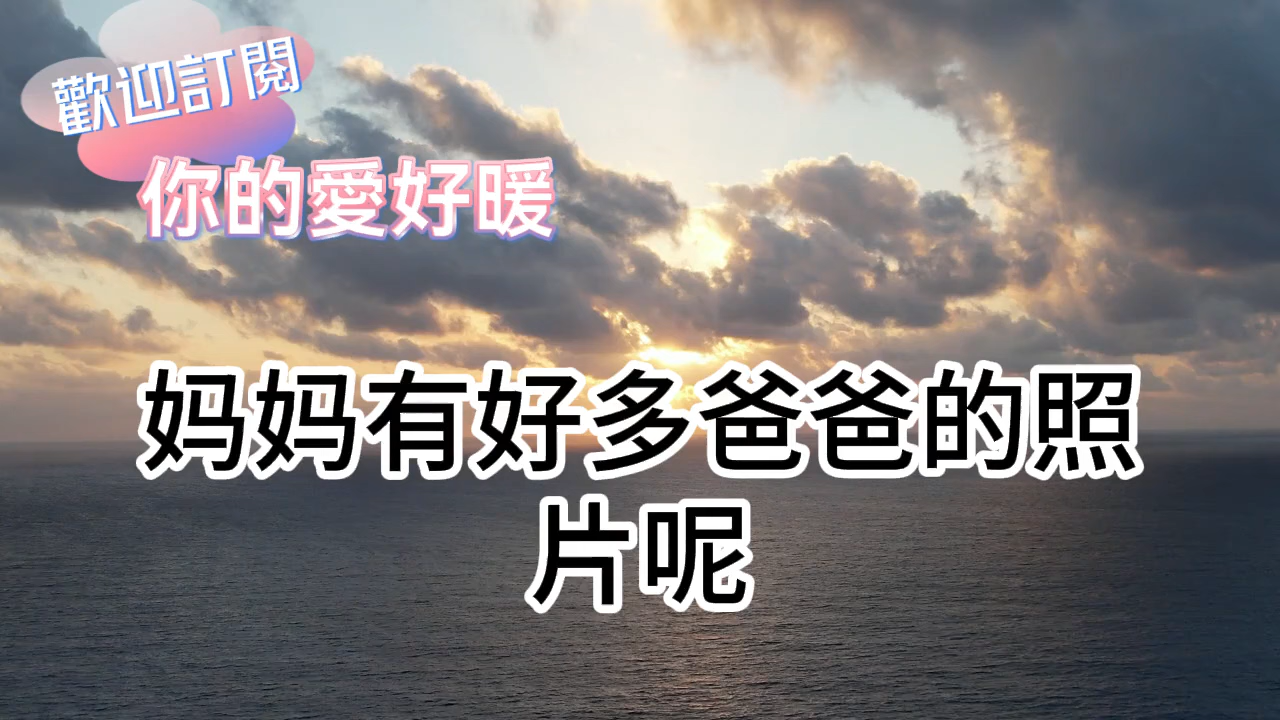 歡迎訂閱
你的愛好暖
妈妈有好多爸爸的照
片呢